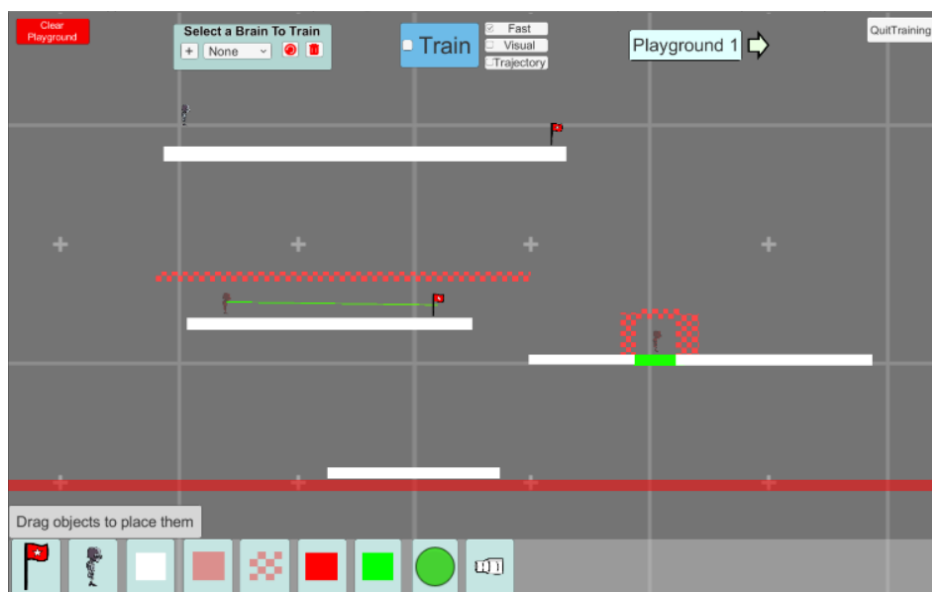 Clear
Playground
Select a Brain To Train
+ None
Train
Fast
Visual
Trajectory
Playground 1
QuitTraining
Drag objects to place them